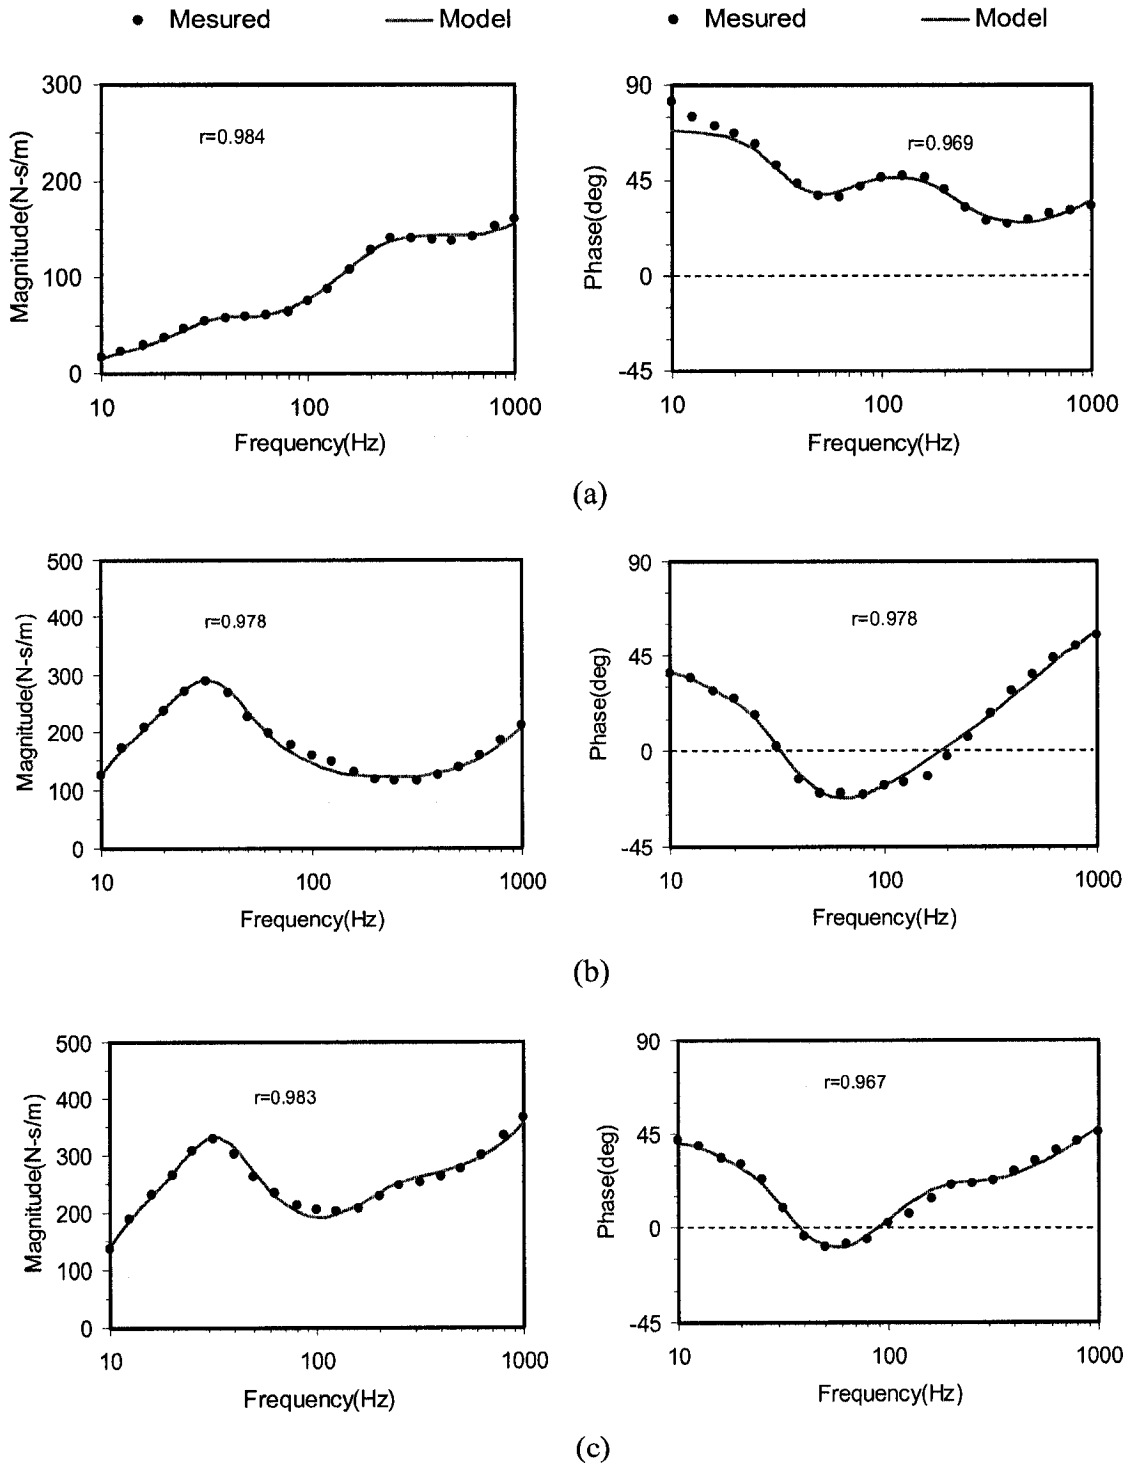 Mesured Model Mesured Model
300
200
100
0
10 100 1000
Magnitude(N-s/m)
Frequency(Hz)
r=0.984
90
45
0
-45
10 100 1000
Phase(deg)
Frequency(Hz)
r=0.969
(a)
500
400
300
200
100
0
10 100 1000
Magnitude(N-s/m)
Frequency(Hz)
r=0.978
90
45
0
-45
10 100 1000
Phase(deg)
Frequency(Hz)
r=0.978
(b)
500
400
300
200
100
0
10 100 1000
Magnitude(N-s/m)
Frequency(Hz)
r=0.983
90
45
0
-45
10 100 1000
Phase(deg)
Frequency(Hz)
r=0.967
(c)